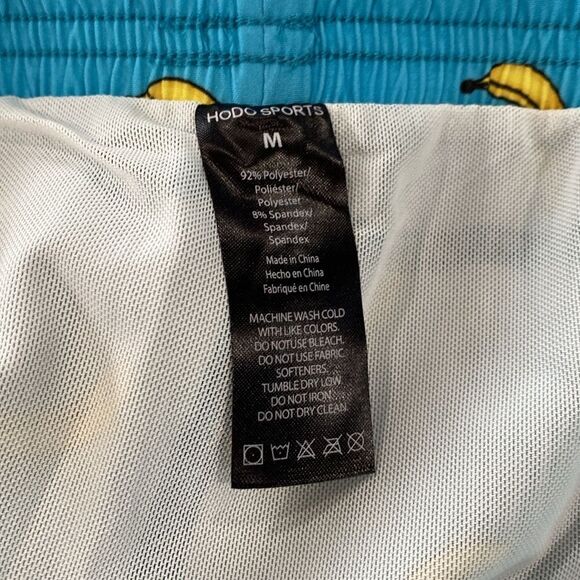 HODO SPORTS
M
92% Polyester/
Poliéster/
Polyester
8% Spandex/
Spandex/
Spandex
Made in China
Hecho en China
Fabriqué en Chine
MACHINE WASH COLD
WITH LIKE COLORS.
DO NOT USE BLEACH.
DO NOT USE FABRIC
SOFTENERS.
TUMBLE DRY LOW
DO NOT IRON
DO NOT DRY CLEAN.